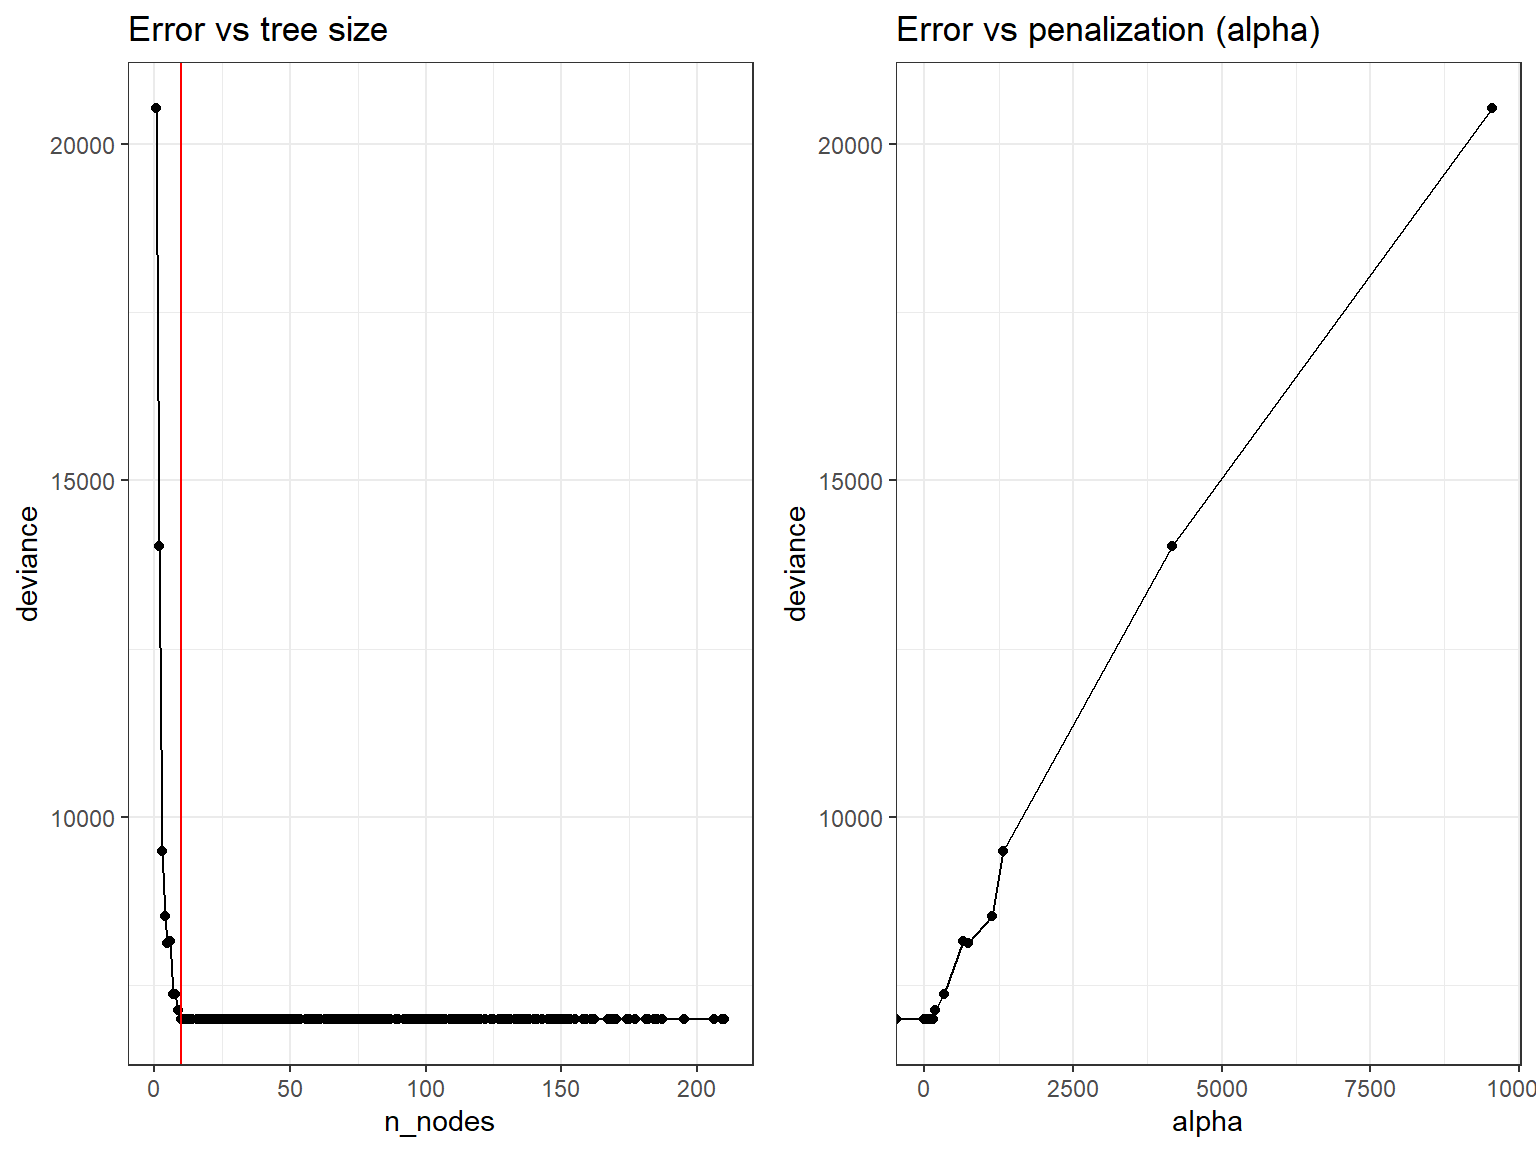 Error vs tree size
20000
15000
10000
deviance
0 50 100 150 200
n_nodes
Error vs penalization (alpha)
20000
15000
10000
deviance
0 2500 5000 7500 1000
alpha